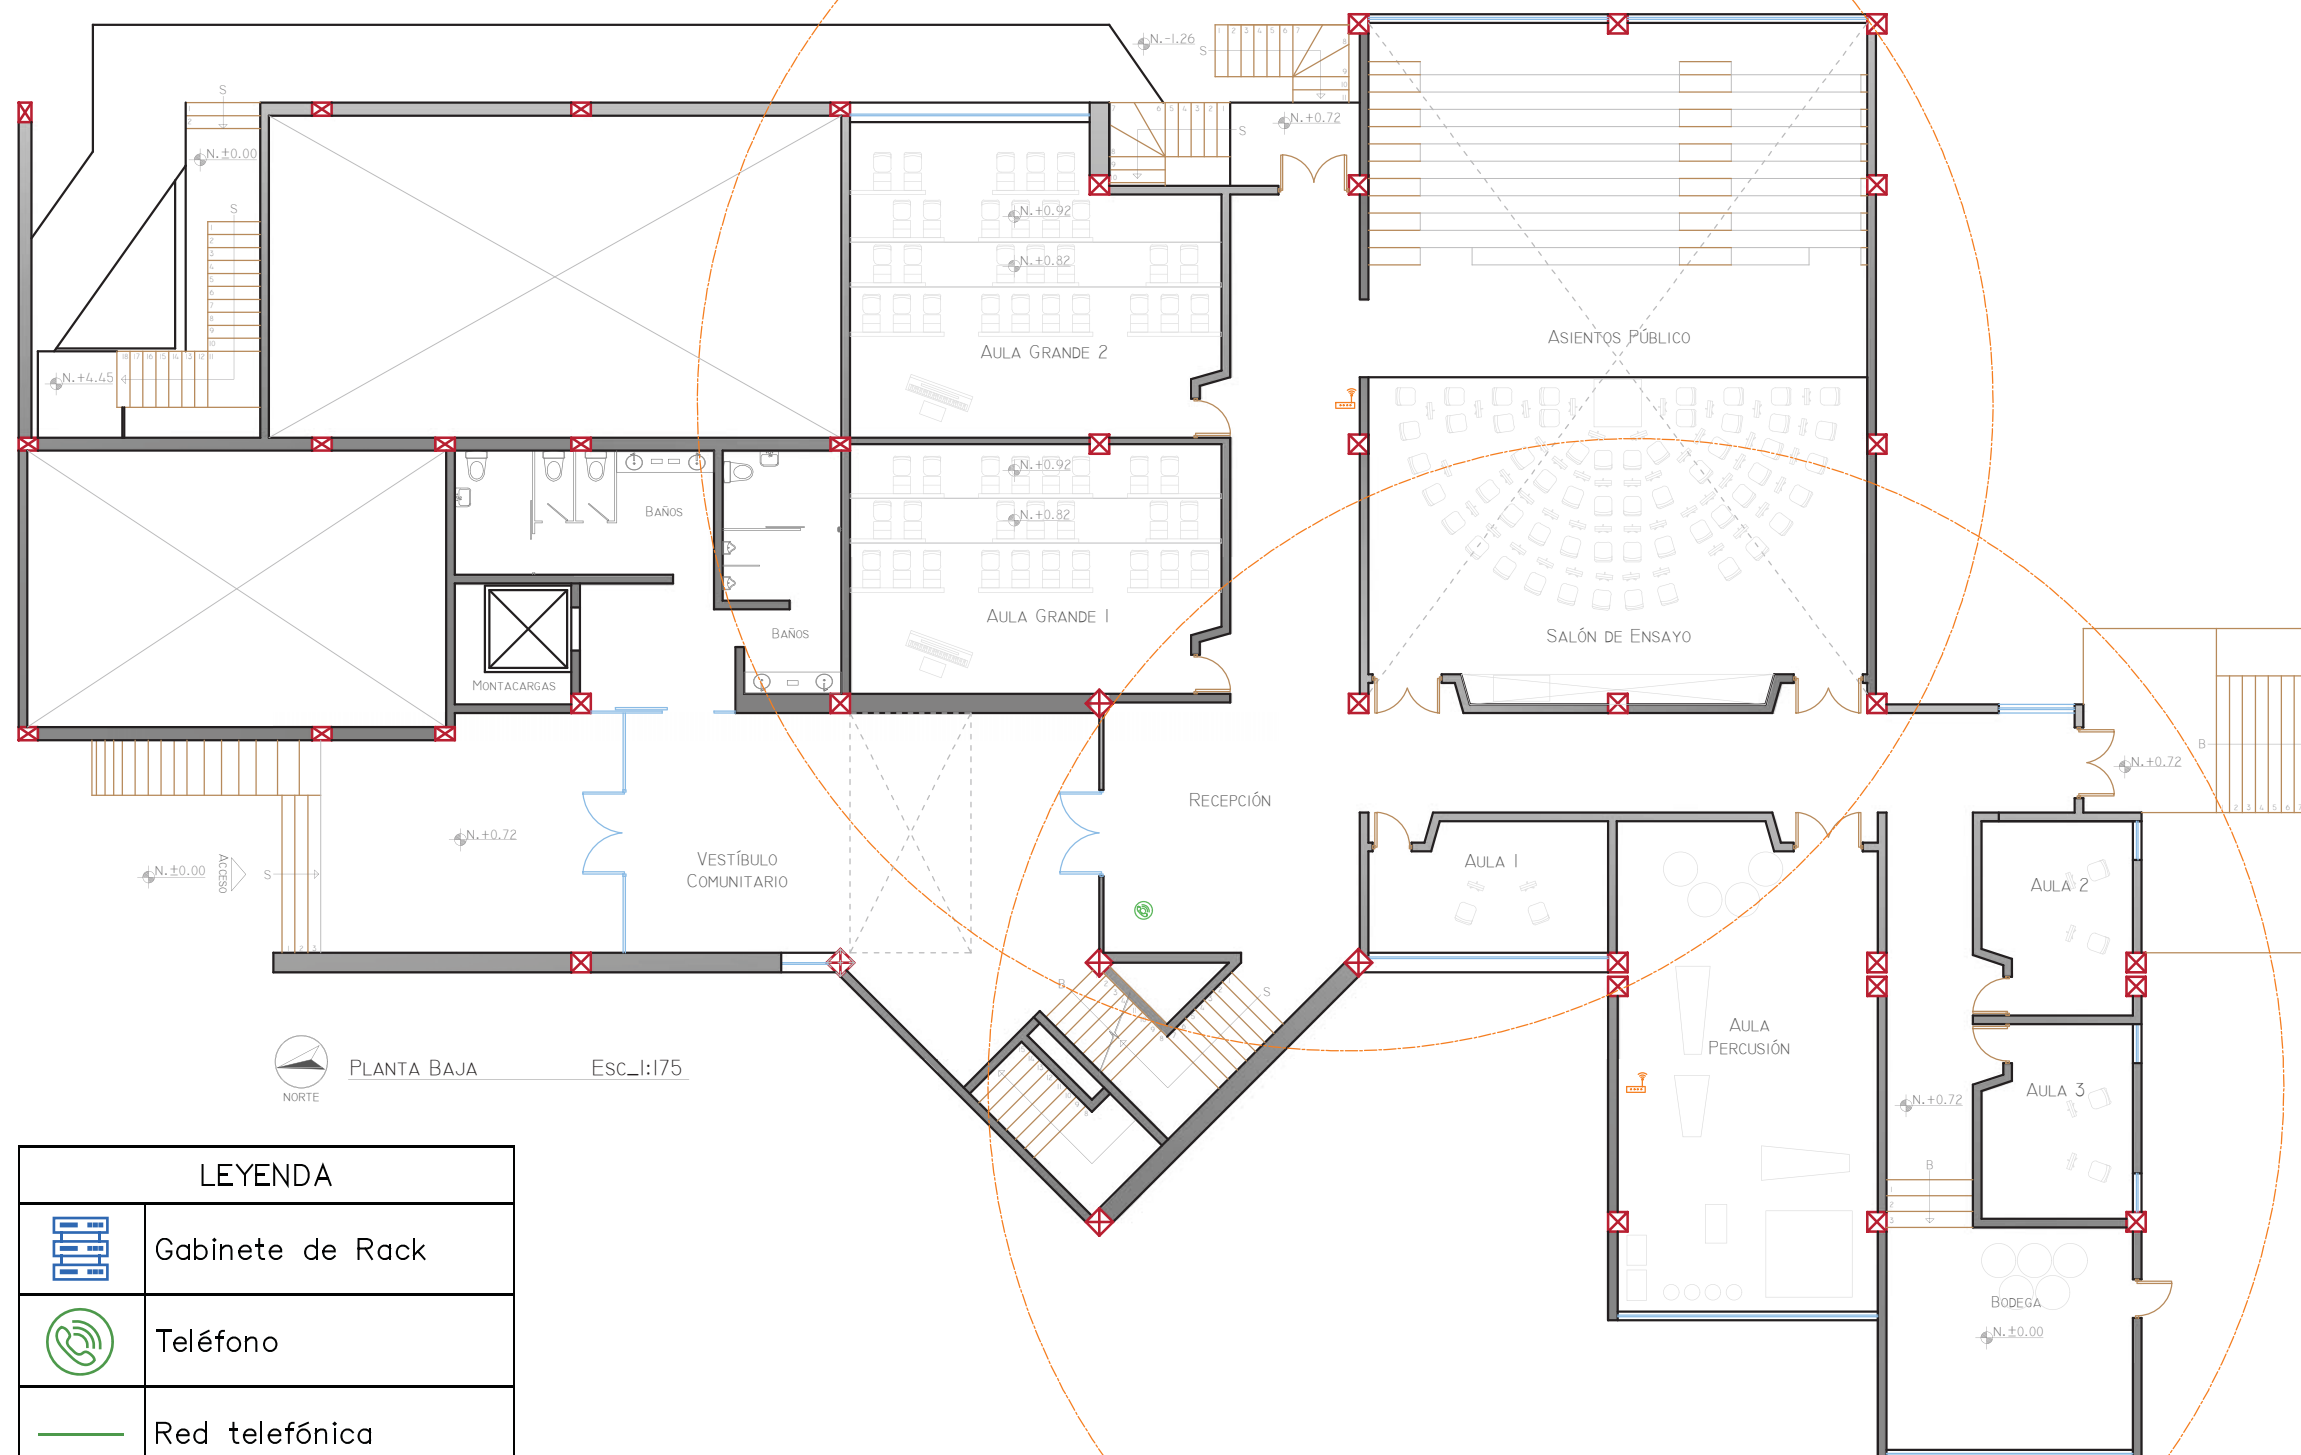 N.-1.26
S
N.+0.72
S
S
N.±0.00
S
N.+4.45
N.+0.92
N.+0.82
AULA GRANDE 2
ASIENTOS PÚBLICO
N.+0.92
N.+0.82
BAÑOS
AULA GRANDE 1
BAÑOS
SALÓN DE ENSAYO
MONTACARGAS
B
N.+0.72
RECEPCIÓN
N.+0.72
VESTÍBULO
COMUNITARIO
N.±0.00
ACCESO
S
AULA 1
AULA 2
B
S
AULA
PERCUSIÓN
PLANTA BAJA ESC_1:175
NORTE
AULA 3
N.+0.72
B
BODEGA
N.±0.00
LEYENDA
Gabinete de Rack
Teléfono
Red telefónica